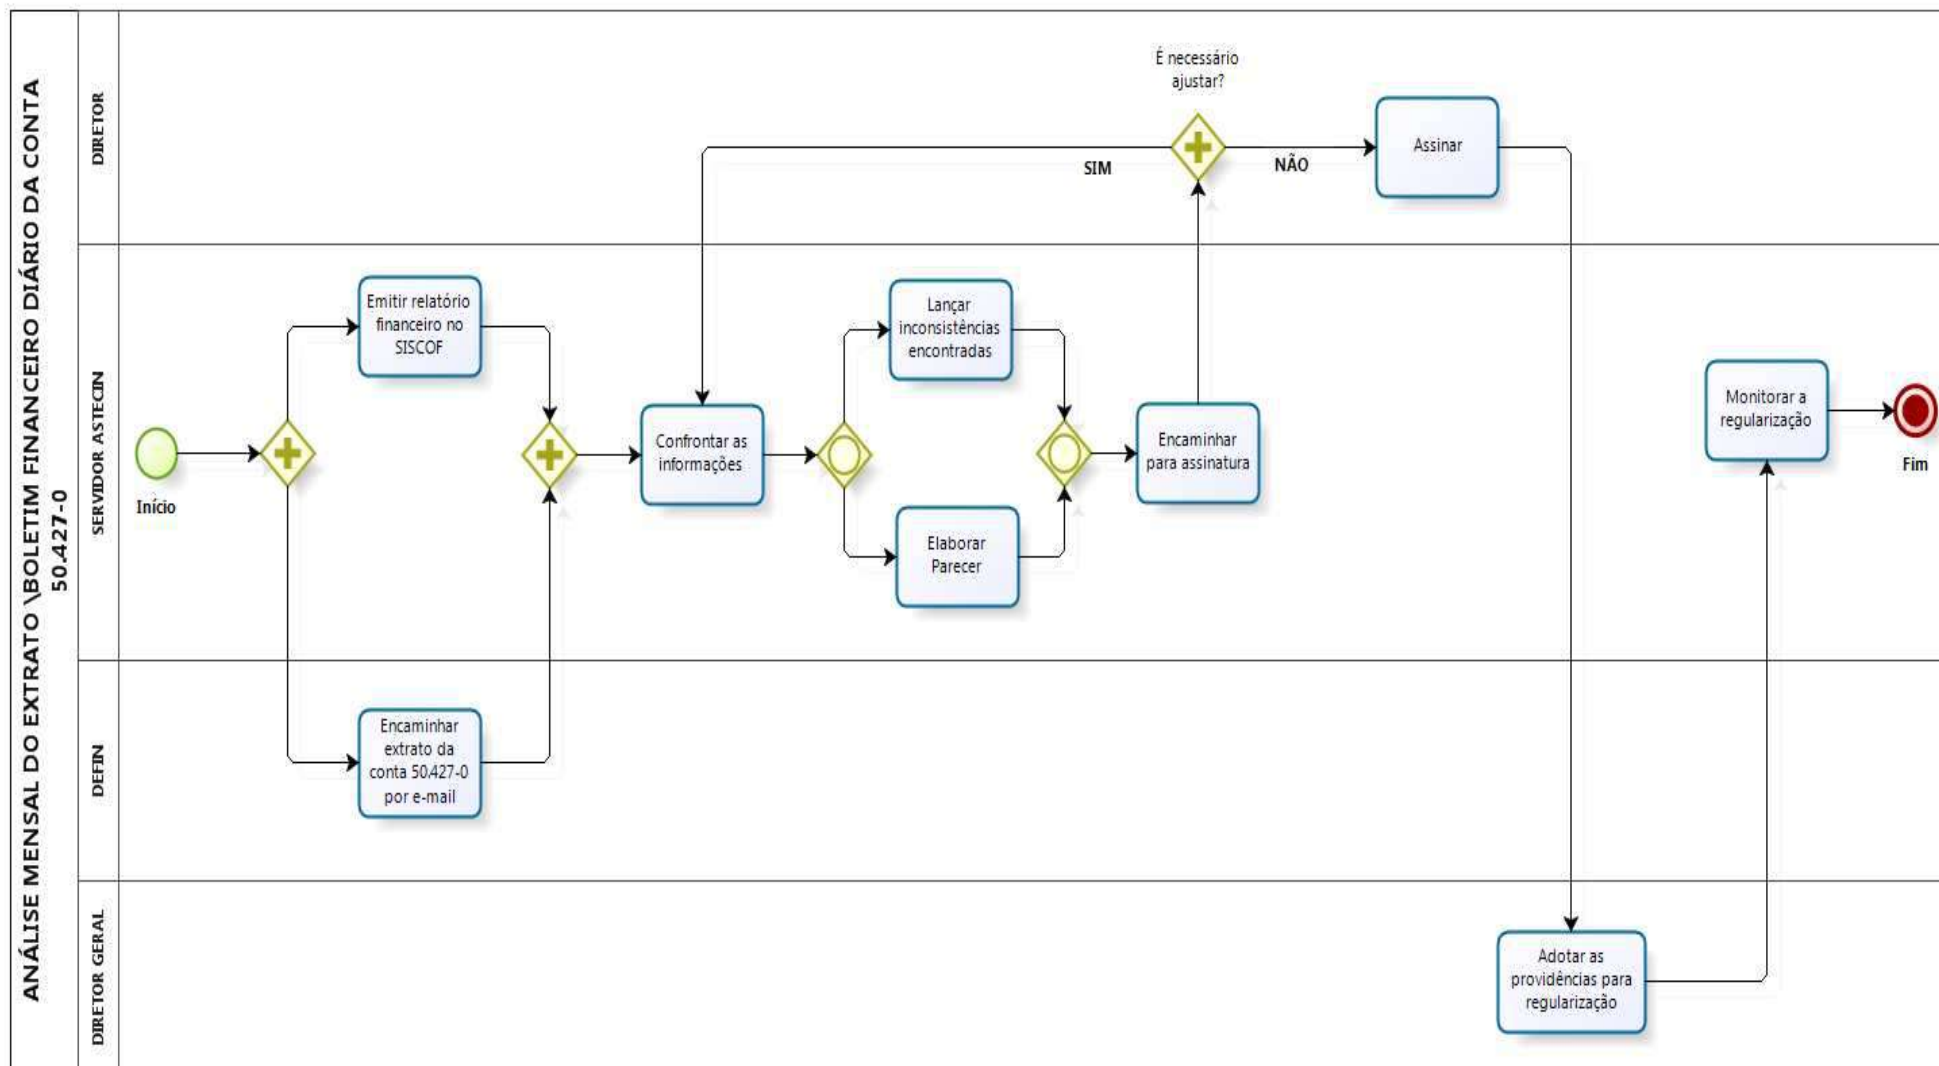 ANÁLISE MENSAL DO EXTRATO \BOLETIM FINANCEIRO DIÁRIO DA CONTA
50.427-0
DIRETOR
É necessário
ajustar?
SIM
NÃO
Assinar
SERVIDOR ASTECIN
Início
Emitir relatório
financeiro no
SISCOF
Confrontar as
informações
Lançar
inconsistências
encontradas
Elaborar
Parecer
Encaminhar
para assinatura
Monitorar a
regularização
Fim
DEFIN
Encaminhar
extrato da
conta 50.427-0
por e-mail
DIRETOR GERAL
Adotar as
providências para
regularização